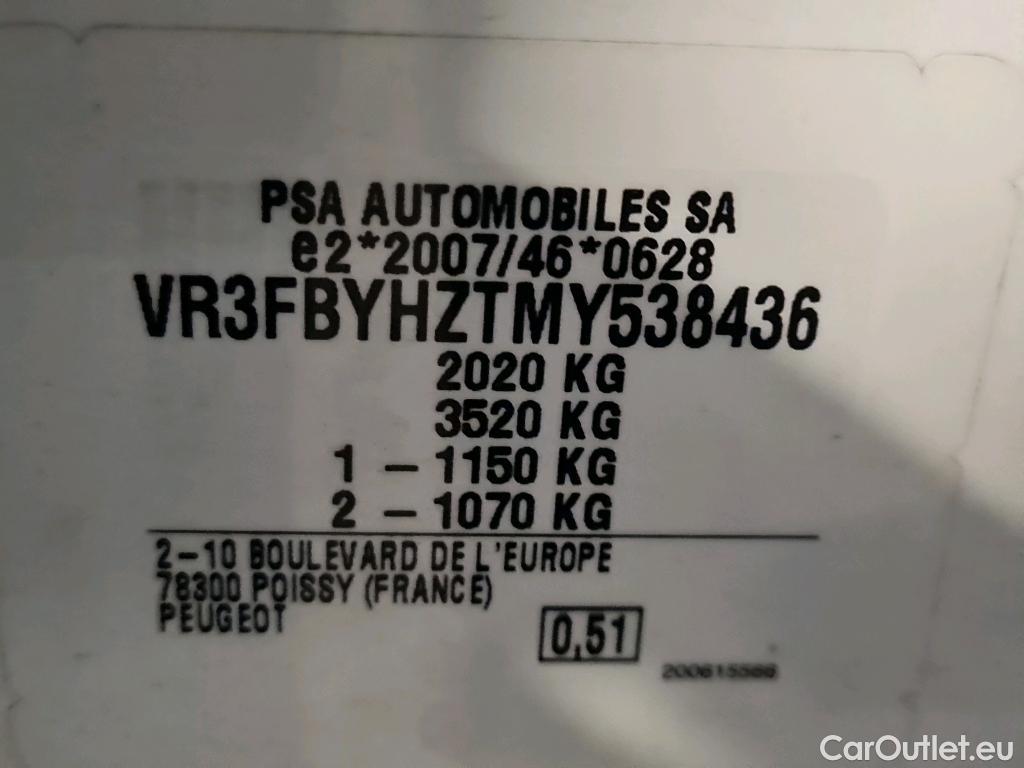 PSA AUTOMOBILES SA
e2*2007/46*0628
VR3FBYHZTMY538436
2020 KG
3520 KG
1 - 1150 KG
2 - 1070 KG
2-10 BOULEVARD DE L'EUROPE
78300 POISSY (FRANCE)
PEUGEOT
0,51
200615566
CarOutlet.eu